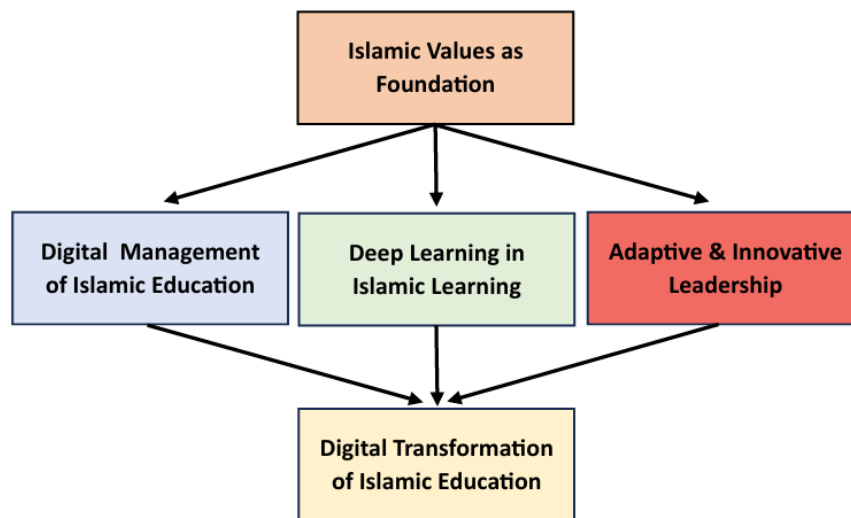 Islamic Values as
Foundation
Digital Management
of Islamic Education
Deep Learning in
Islamic Learning
Adaptive & Innovative
Leadership
Digital Transformation
of Islamic Education